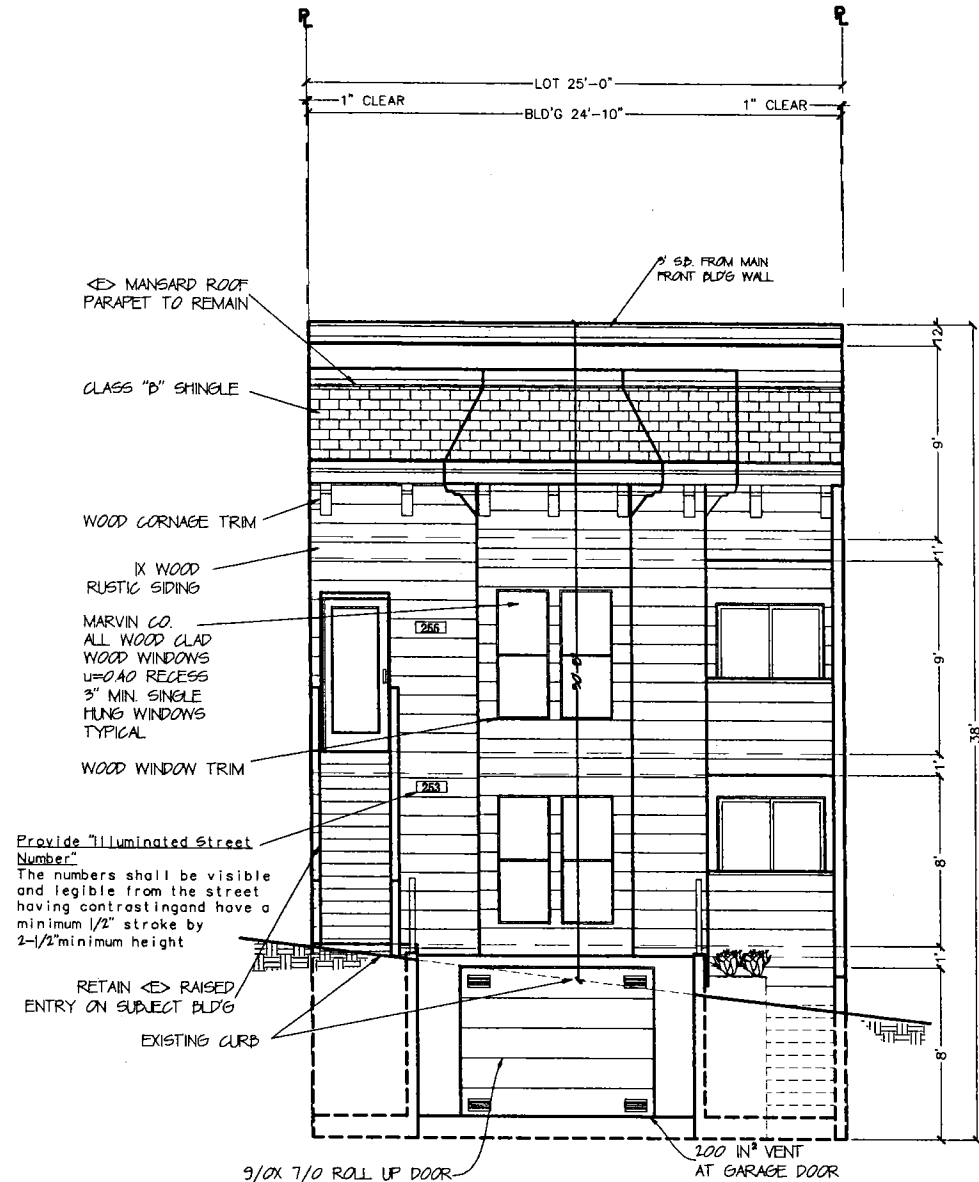 PL
PL
LOT 25'-0"
1" CLEAR
1" CLEAR
BLD'G 24'-10"
SB. FROM MAIN
FRONT BLD'G WALL
<E> MANSARD ROOF
PARAPET TO REMAIN
12"
CLASS "B" SHINGLE
9'
WOOD CORNAGE TRIM
1'
1X WOOD
RUSTIC SIDING
MARVIN CO.
ALL WOOD CLAD
WOOD WINDOWS
u=0.40 RECESS
3" MIN. SINGLE
HUNG WINDOWS
TYPICAL
255
9'
38'
WOOD WINDOW TRIM
1'
253
Provide "Illuminated Street
Number"
The numbers shall be visible
and legible from the street
having contrastingand have a
minimum 1/2" stroke by
2-1/2"minimum height
8'
1'
RETAIN <E> RAISED
ENTRY ON SUBJECT BLD'G
EXISTING CURB
8'
9/0X 7/0 ROLL UP DOOR
200 IN² VENT
AT GARAGE DOOR